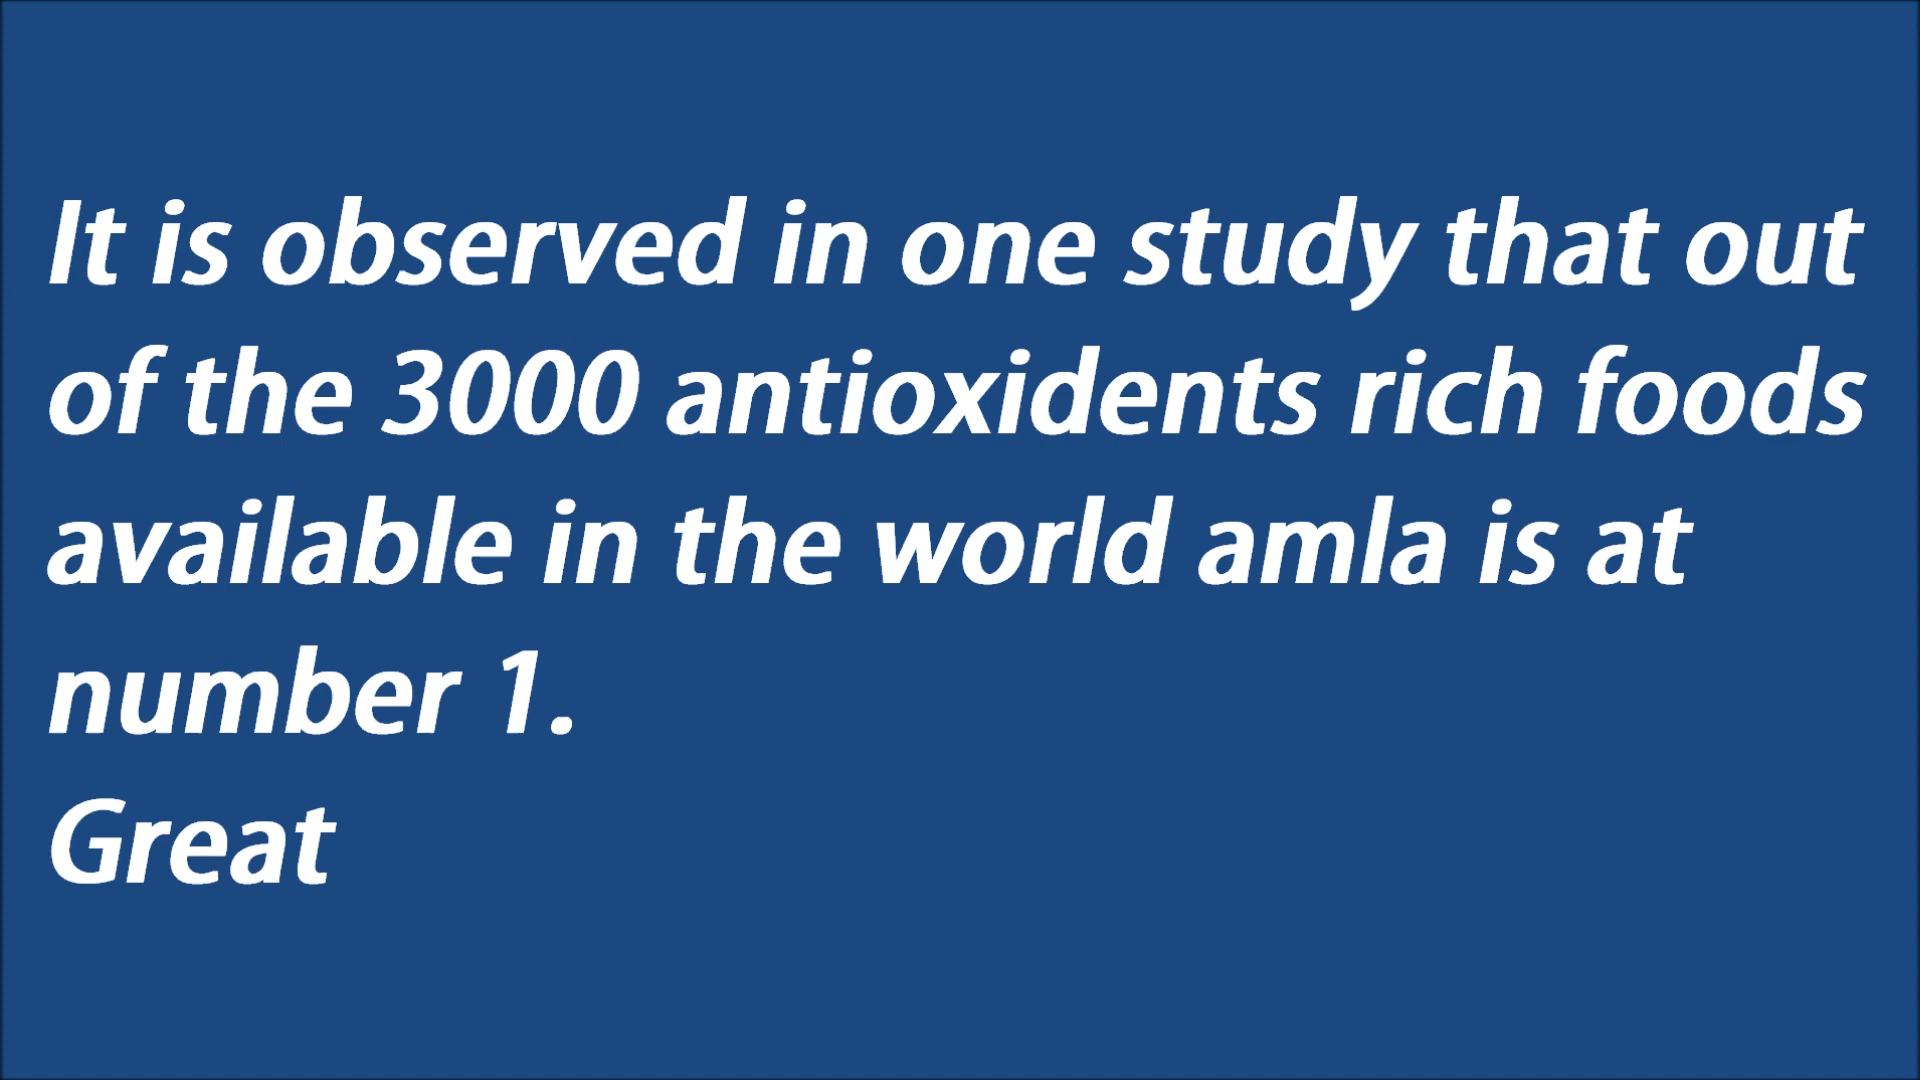 It is observed in one study that out
of the 3000 antioxidents rich foods
available in the world amla is at
number 1.
Great